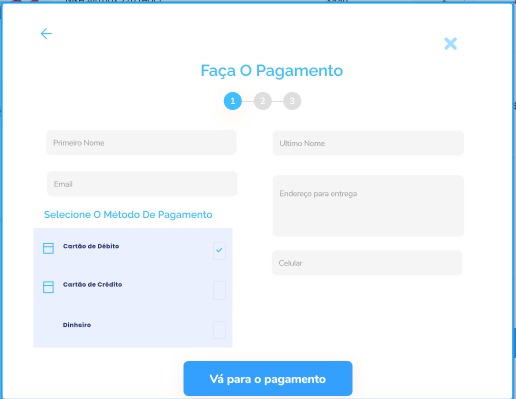 Faça O Pagamento
1 2 3
Primeiro Nome
Ultimo Nome
Email
Endereço para entrega
Selecione O Método De Pagamento
Cartão de Débito
Celular
Cartão de Crédito
Dinheiro
Vá para o pagamento